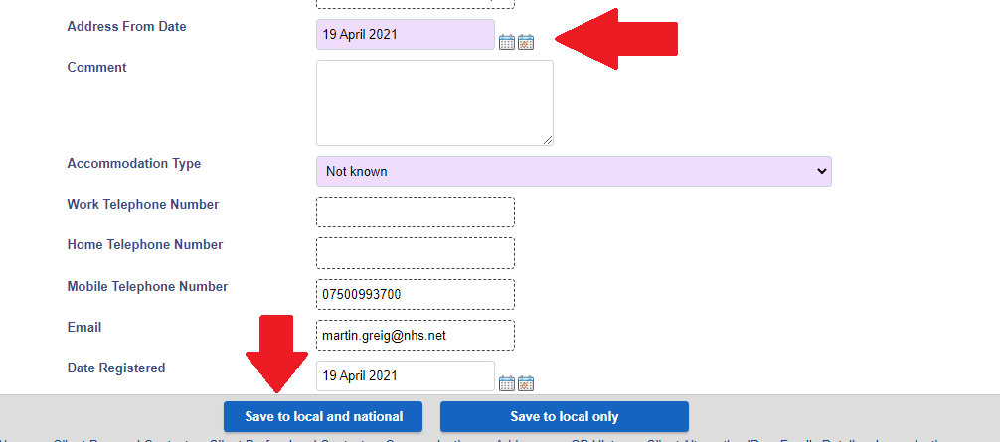 Address From Date
19 April 2021
Comment
Accommodation Type
Not known
Work Telephone Number
Home Telephone Number
Mobile Telephone Number
07500993700
Email
martin.greig@nhs.net
Date Registered
19 April 2021
Save to local and national
Save to local only